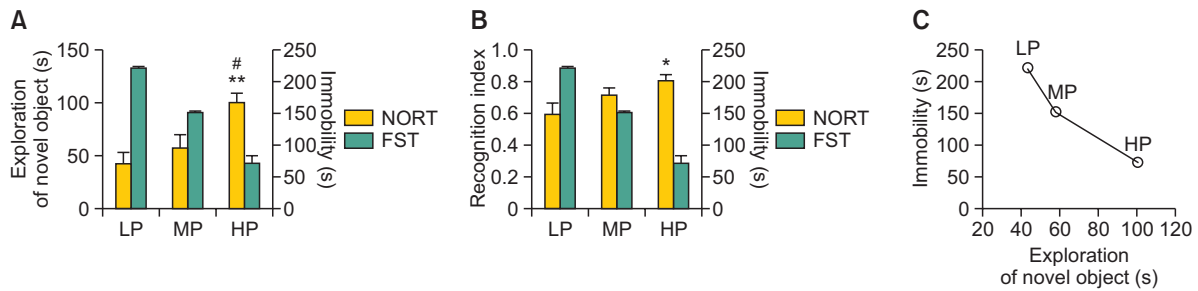 A
Exploration
of novel object (s)
150
100
50
0
#
**
250
200
150
100
50
0
Immobility (s)
LP MP HP
NORT
FST
B
Recognition index
1.0
0.8
0.6
0.4
0.2
0
*
250
200
150
100
50
0
Immobility (s)
LP MP HP
NORT
FST
C
Immobility (s)
250
200
150
100
50
0
LP
MP
HP
20 40 60 80 100 120
Exploration
of novel object (s)